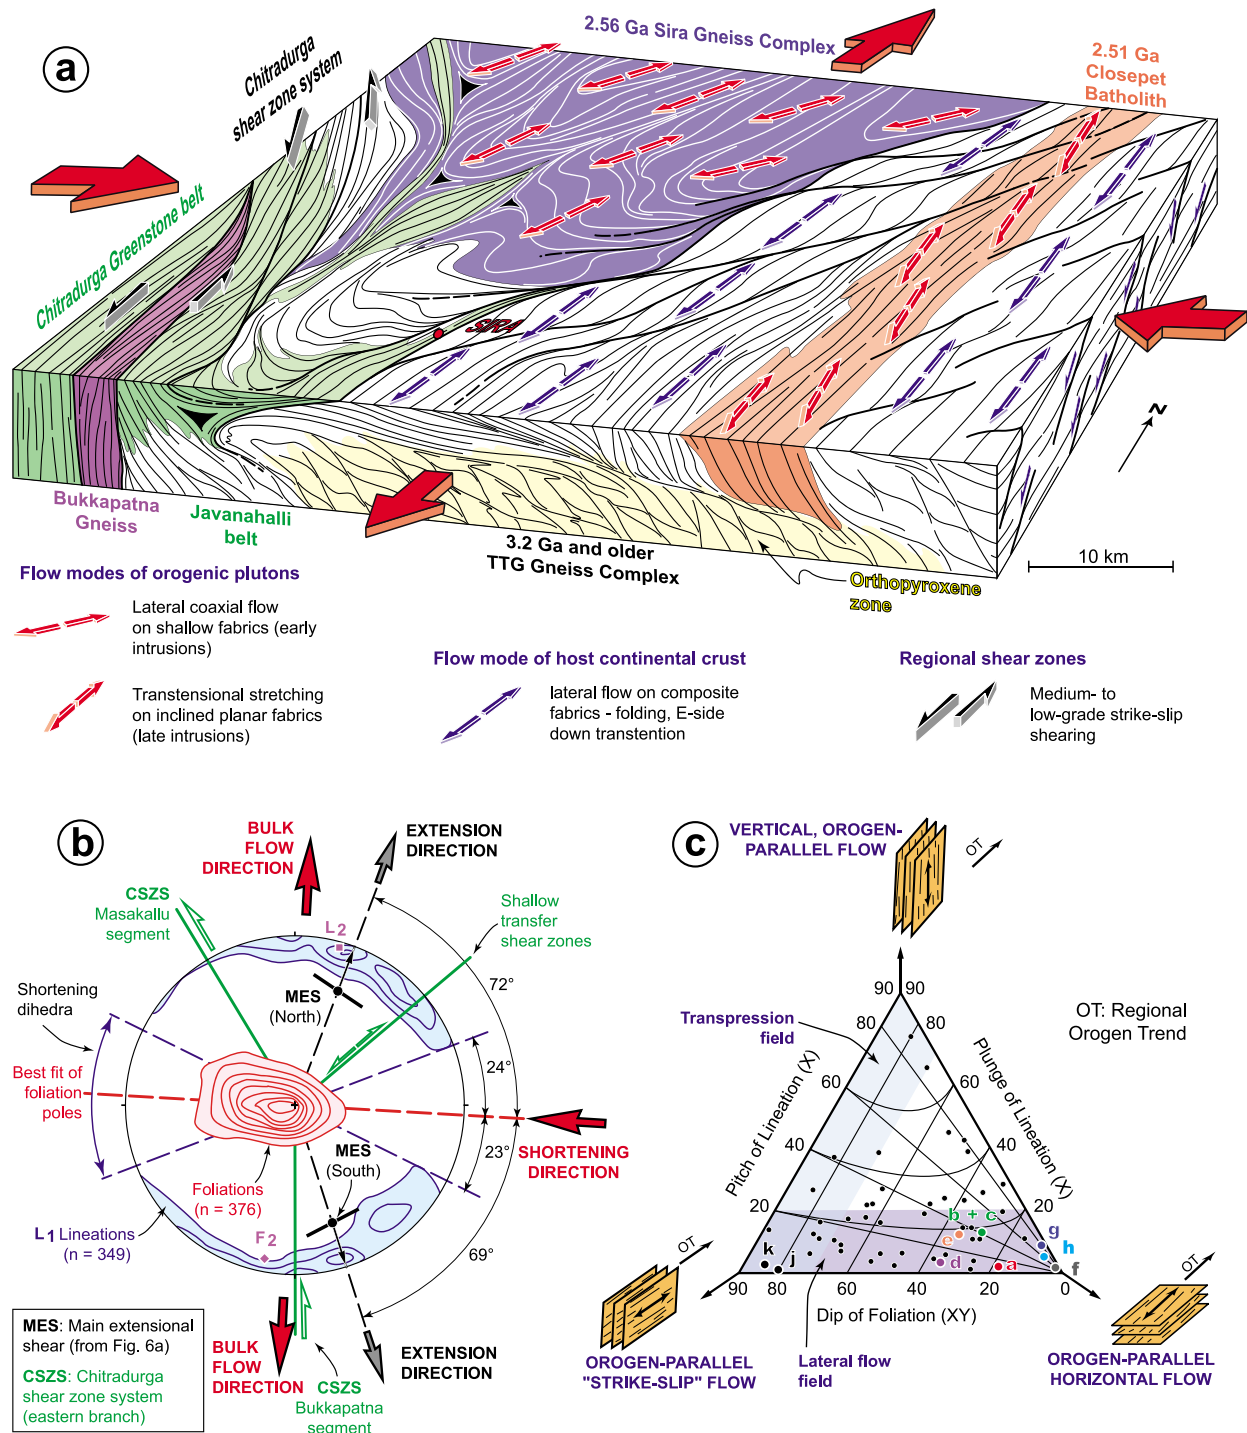 a
Chitradurga
shear zone system
2.56 Ga Sira Gneiss Complex
2.51 Ga
Closepet
Batholith
Chitradurga Greenstone belt
SIRA
N
Bukkapatna
Gneiss
Javanahalli
belt
3.2 Ga and older
TTG Gneiss Complex
Orthopyroxene
zone
10 km
Flow modes of orogenic plutons
Lateral coaxial flow
on shallow fabrics (early
intrusions)
Transtensional stretching
on inclined planar fabrics
(late intrusions)
Flow mode of host continental crust
lateral flow on composite
fabrics - folding, E-side
down transtention
Regional shear zones
Medium- to
low-grade strike-slip
shearing
b
BULK
FLOW
DIRECTION
EXTENSION
DIRECTION
CSZS
Masakallu
segment
L2
Shallow
transfer
shear zones
72°
Shortening
dihedra
MES
(North)
24°
Best fit of
foliation
poles
SHORTENING
DIRECTION
MES
(South)
23°
Foliations
(n = 376)
L1 Lineations
(n = 349)
F2
69°
MES: Main extensional
shear (from Fig. 6a)
CSZS: Chitradurga
shear zone system
(eastern branch)
BULK
FLOW
DIRECTION
CSZS
Bukkapatna
segment
EXTENSION
DIRECTION
c
VERTICAL, OROGEN-
PARALLEL FLOW
OT
OT: Regional
Orogen Trend
Transpression
field
90 90
80 80
60 60
40 40
20 20
Pitch of Lineation (X)
Plunge of Lineation (X)
b + c
e
g
h
k
j
d
a
f
90 80 60 40 20 0
Dip of Foliation (XY)
OT
OT
OROGEN-PARALLEL
"STRIKE-SLIP" FLOW
Lateral flow
field
OROGEN-PARALLEL
HORIZONTAL FLOW